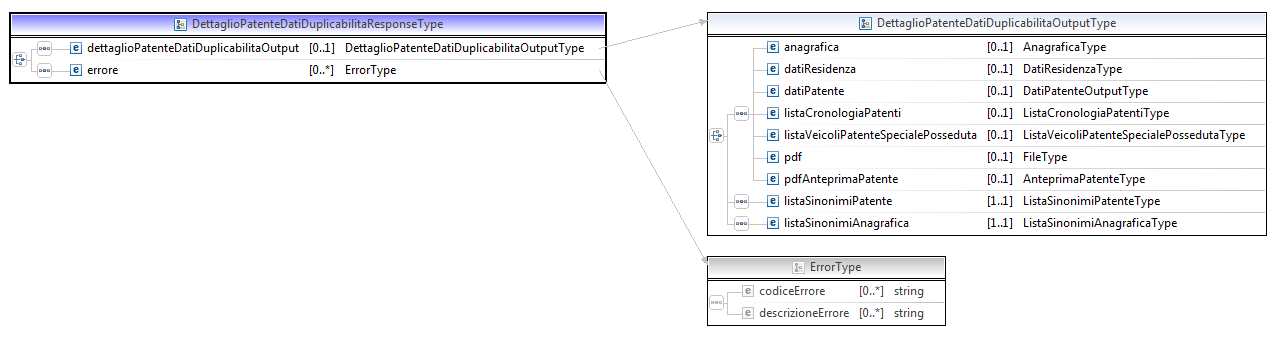 DettaglioPatenteDatiDuplicabilitaResponseType
e dettaglioPatenteDatiDuplicabilitaOutput [0..1] DettaglioPatenteDatiDuplicabilitaOutputType
e errore [0..*] ErrorType
DettaglioPatenteDatiDuplicabilitaOutputType
e anagrafica [0..1] AnagraficaType
e datiResidenza [0..1] DatiResidenzaType
e datiPatente [0..1] DatiPatenteOutputType
e listaCronologiaPatenti [0..1] ListaCronologiaPatentiType
e listaVeicoliPatenteSpecialePosseduta [0..1] ListaVeicoliPatenteSpecialePossedutaType
e pdf [0..1] FileType
e pdfAnteprimaPatente [0..1] AnteprimaPatenteType
e listaSinonimiPatente [1..1] ListaSinonimiPatenteType
e listaSinonimiAnagrafica [1..1] ListaSinonimiAnagraficaType
ErrorType
e codiceErrore [0..*] string
e descrizioneErrore [0..*] string